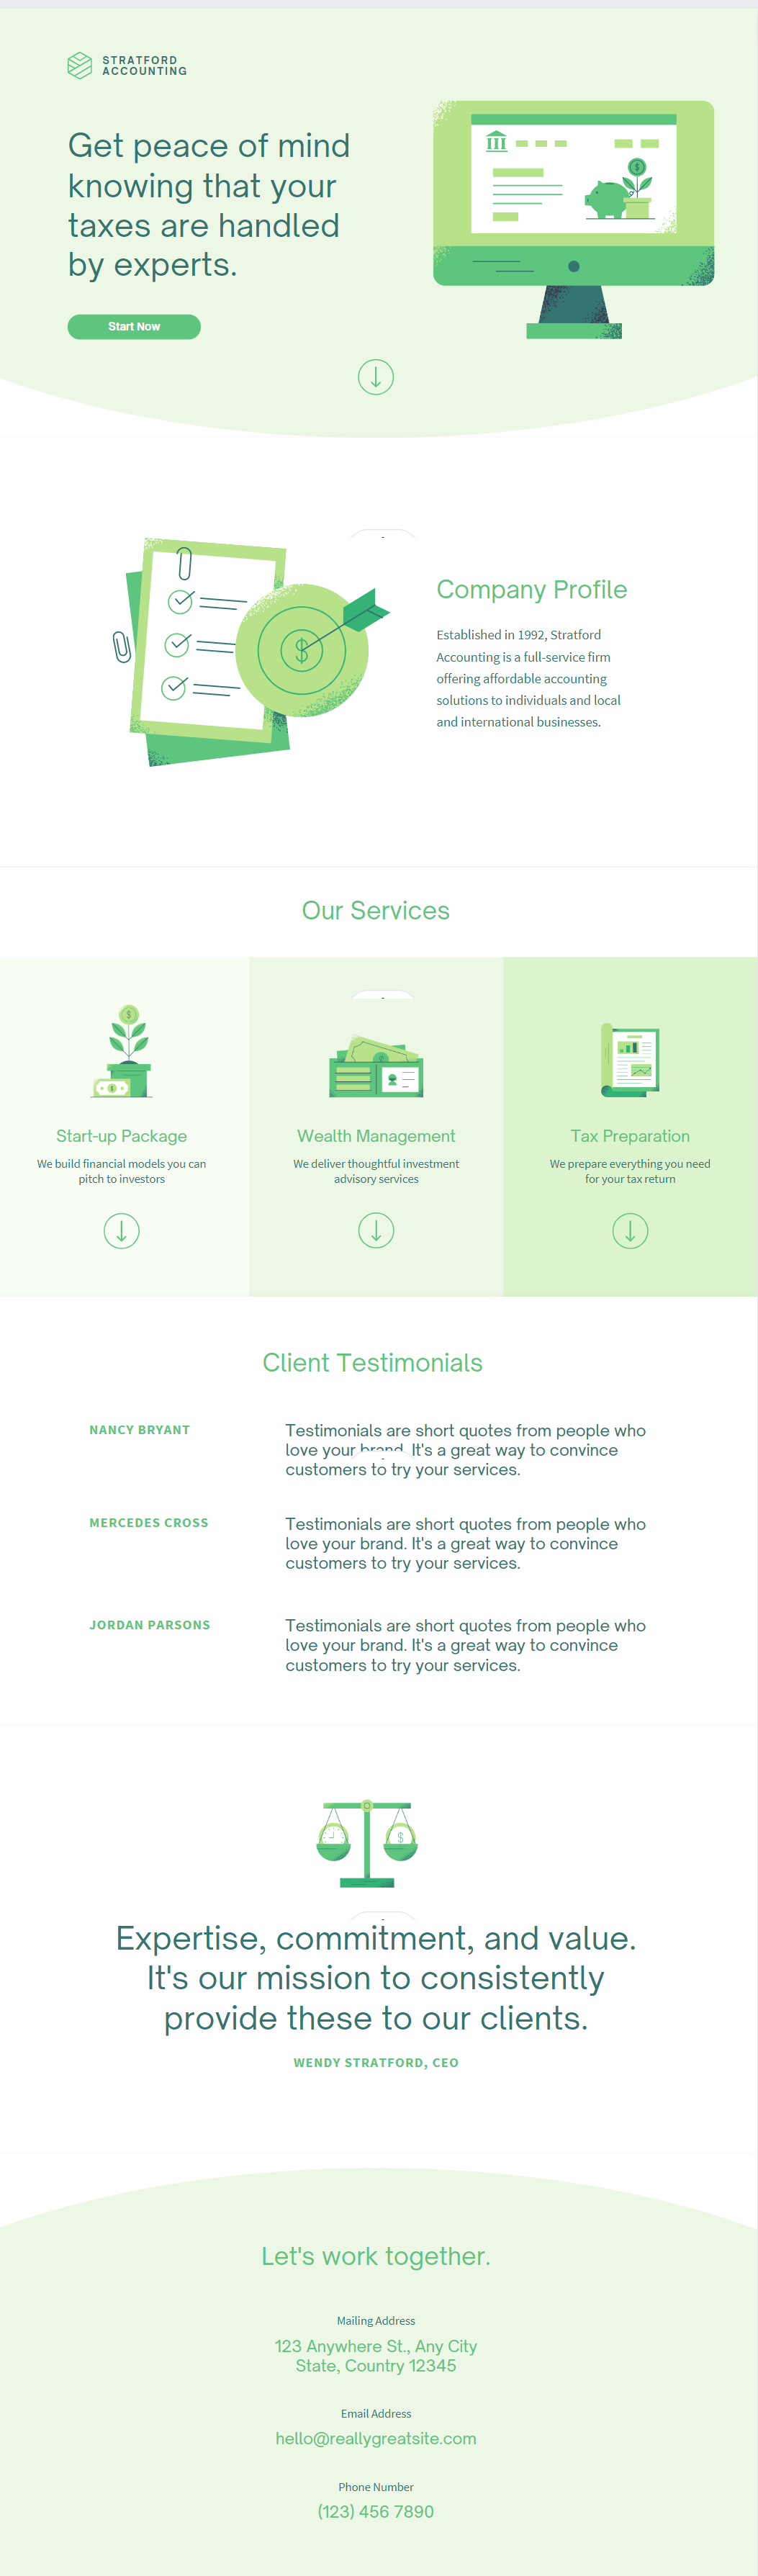 STRATFORD
ACCOUNTING
Get peace of mind
knowing that your
taxes are handled
by experts.
Start Now
Company Profile
Established in 1992, Stratford
Accounting is a full-service firm
offering affordable accounting
solutions to individuals and local
and international businesses.
Our Services
Start-up Package
We build financial models you can
pitch to investors
Wealth Management
We deliver thoughtful investment
advisory services
Tax Preparation
We prepare everything you need
for your tax return
Client Testimonials
NANCY BRYANT
Testimonials are short quotes from people who
love your brand. It's a great way to convince
customers to try your services.
MERCEDES CROSS
Testimonials are short quotes from people who
love your brand. It's a great way to convince
customers to try your services.
JORDAN PARSONS
Testimonials are short quotes from people who
love your brand. It's a great way to convince
customers to try your services.
Expertise, commitment, and value.
It's our mission to consistently
provide these to our clients.
WENDY STRATFORD, CEO
Let's work together.
Mailing Address
123 Anywhere St., Any City
State, Country 12345
Email Address
hello@reallygreatsite.com
Phone Number
(123) 456 7890